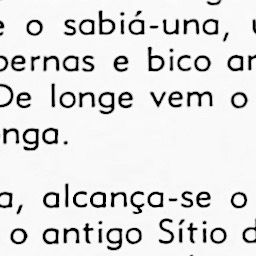 e o sabiá-una,
pernas e bico
De longe vem o
nga.
a, alcança-se o
o antigo Sítio d